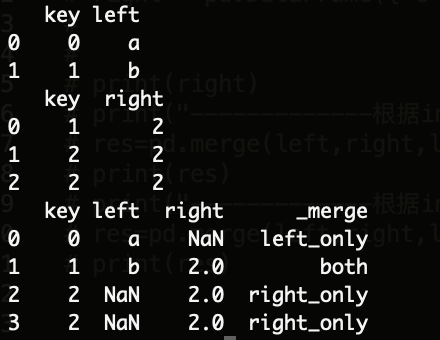 key left
0 0 a
1 1 b
key right
0 1 2
1 2 2
2 2 2
key left right _merge
0 0 a NaN left_only
1 1 b 2.0 both
2 2 NaN 2.0 right_only
3 2 NaN 2.0 right_only